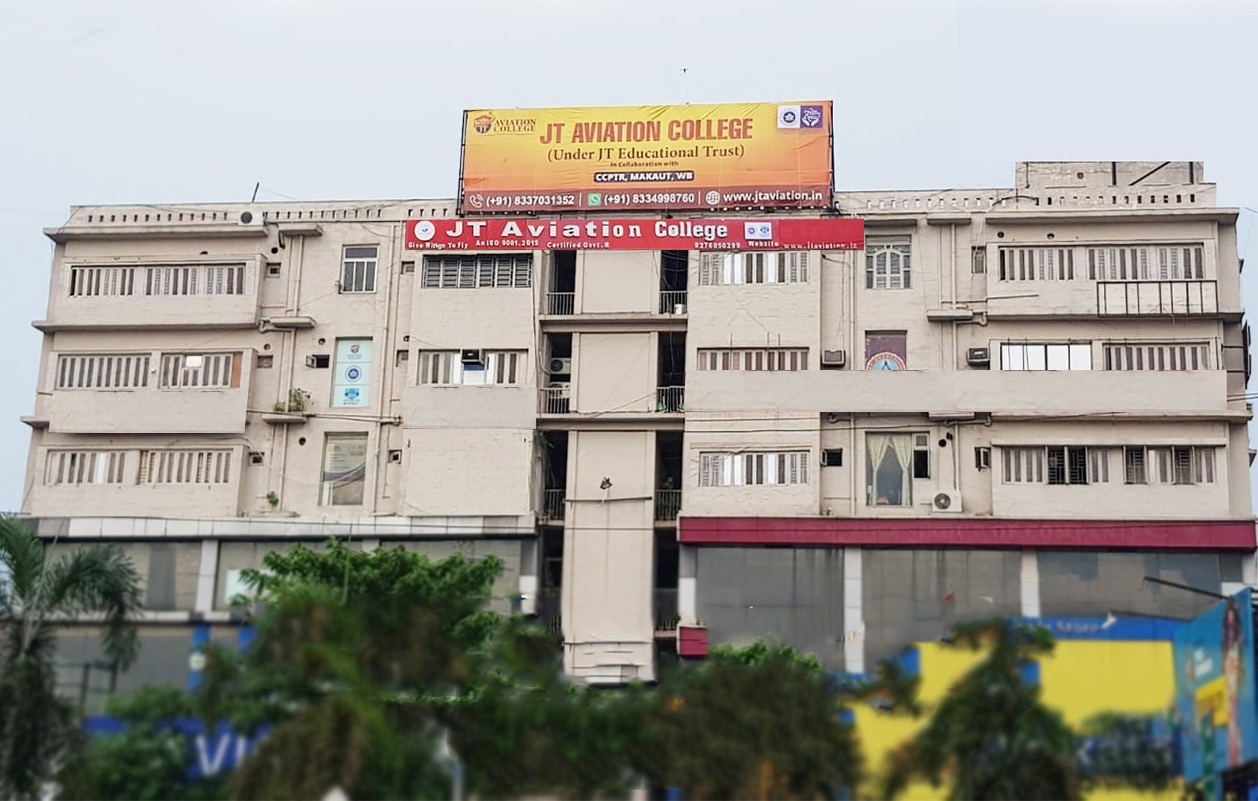 AVIATION
COLLEGE
JT AVIATION COLLEGE
(Under JT Educational Trust)
In Collaboration with
CCPTR, MAKAUT, WB
(+91) 8337031352 | (+91) 8334998760 | www.jtaviation.in
JT Aviation College
Give Wings To Fly An ISO 9001,2015 Certified Govt. R 8276050299 Website www.jtaviation.in
Store